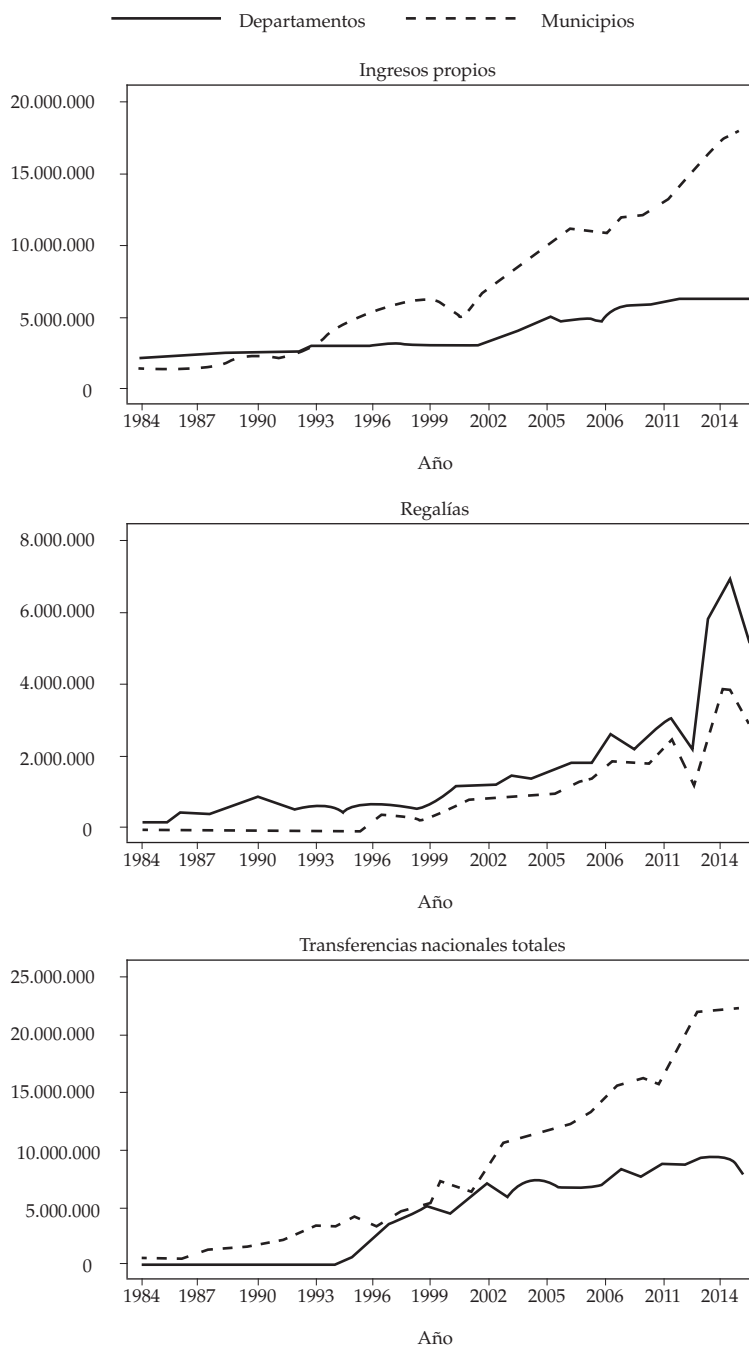 Departamentos Municipios
Ingresos propios
20.000.000
15.000.000
10.000.000
5.000.000
0
1984 1987 1990 1993 1996 1999 2002 2005 2006 2011 2014
Año
Regalías
8.000.000
6.000.000
4.000.000
2.000.000
0
1984 1987 1990 1993 1996 1999 2002 2005 2006 2011 2014
Año
Transferencias nacionales totales
25.000.000
20.000.000
15.000.000
10.000.000
5.000.000
0
1984 1987 1990 1993 1996 1999 2002 2005 2006 2011 2014
Año